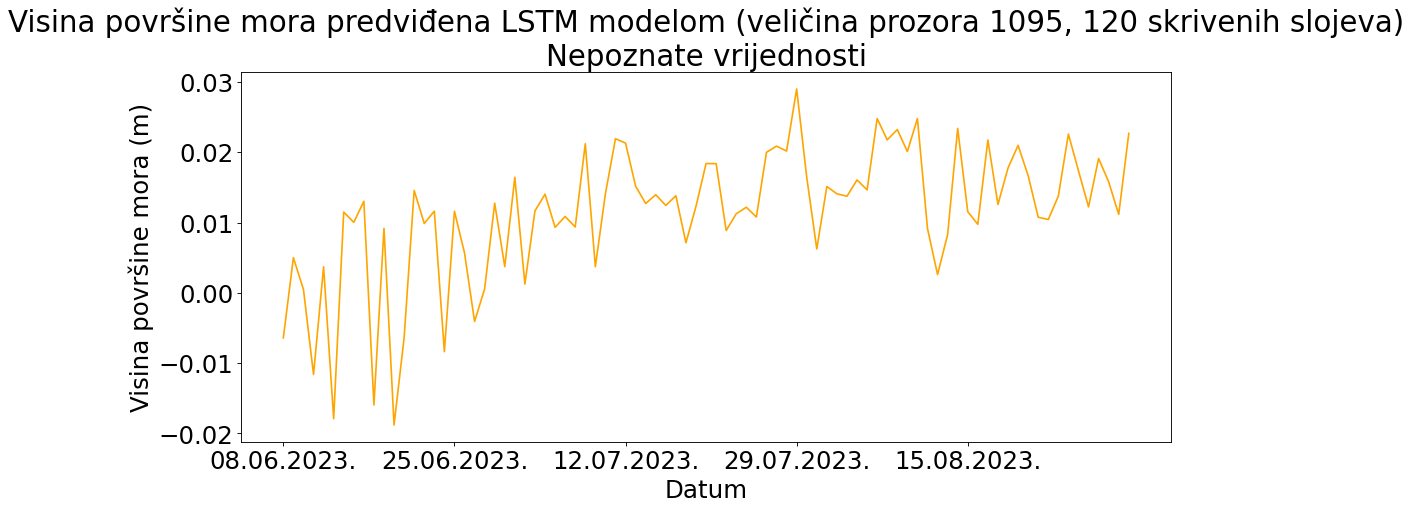 Visina površine mora predviđena LSTM modelom (veličina prozora 1095, 120 skrivenih slojeva)
Nepoznate vrijednosti
Visina površine mora (m)
0.03
0.02
0.01
0.00
−0.01
−0.02
08.06.2023. 25.06.2023. 12.07.2023. 29.07.2023. 15.08.2023.
Datum